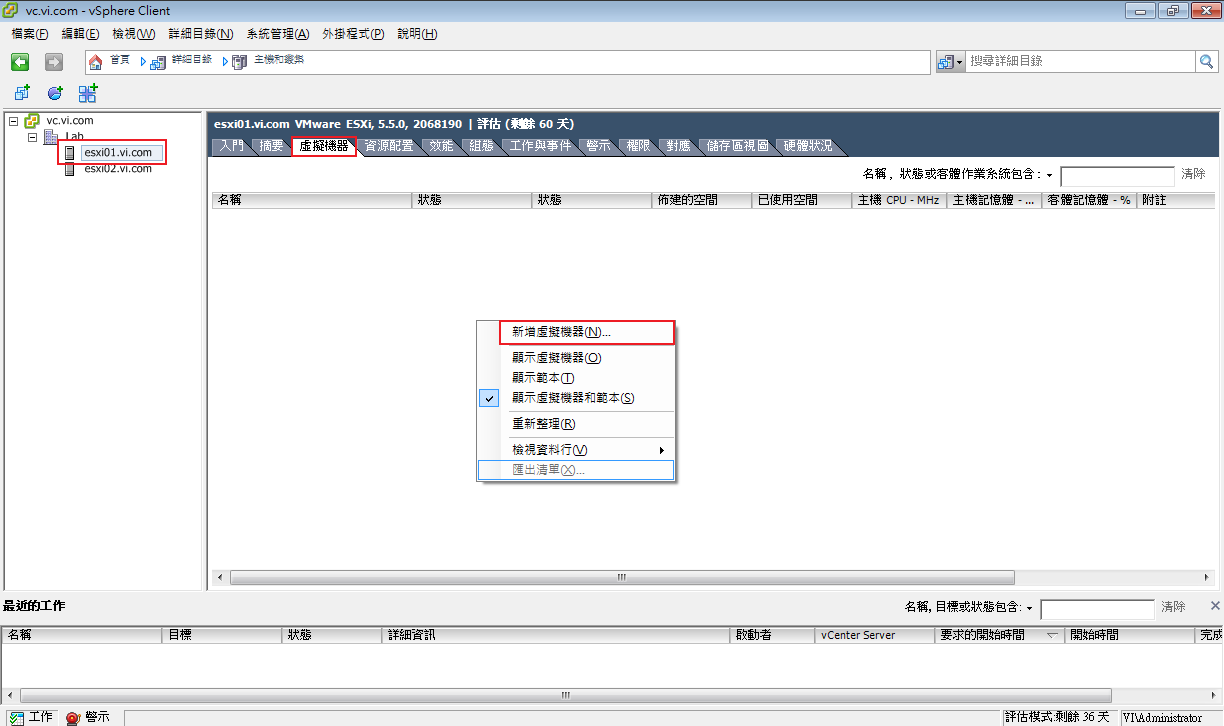 vc.vi.com - vSphere Client
檔案(F) 編輯(E) 檢視(W) 詳細目錄(N) 系統管理(A) 外掛程式(P) 說明(H)
首頁 詳細目錄 主機和叢集 搜尋詳細目錄
vc.vi.com
Lab
esxi01.vi.com
esxi02.vi.com
esxi01.vi.com VMware ESXi, 5.5.0, 2068190 | 評估 (剩餘 60 天)
入門 摘要 虛擬機器 資源配置 效能 組態 工作與事件 警示 權限 對應 儲存區視圖 硬體狀況
名稱, 狀態或客體作業系統包含: 清除
名稱 狀態 狀態 佈建的空間 已使用空間 主機 CPU - MHz 主機記憶體 - ... 客體記憶體 - % 附註
新增虛擬機器(N)...
顯示虛擬機器(O)
顯示範本(T)
顯示虛擬機器和範本(S)
重新整理(R)
檢視資料行(V)
匯出清單(X)...
最近的工作 名稱, 目標或狀態包含: 清除
名稱 目標 狀態 詳細資訊 啟動者 vCenter Server 要求的開始時間 開始時間 完成
工作 警示 評估模式:剩餘 36 天 VI\Administrator